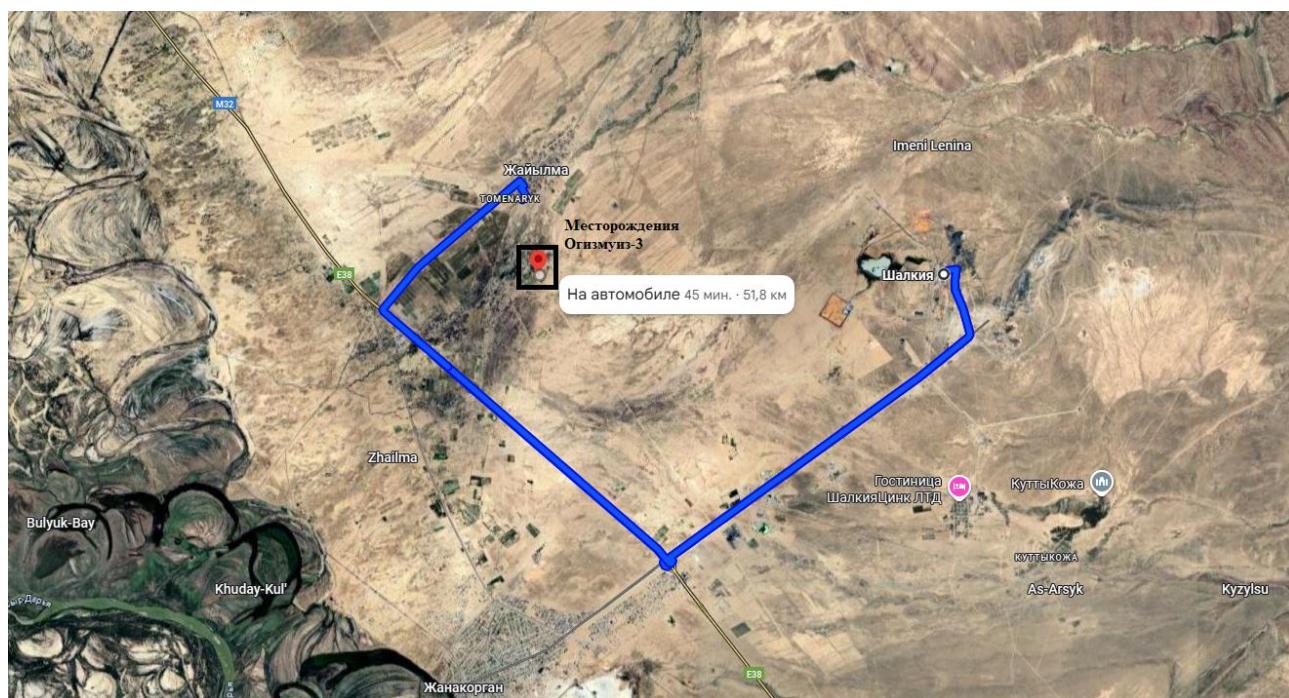 M32
Imeni Lenina
Жайылма
TOMENARYK
Месторождения
Огизмуиз-3
E38
Шалкия
На автомобиле 45 мин. · 51,8 км
Zhailma
Гостиница
ШалкияЦинк ЛТД
КуттыКожа
Bulyuk-Bay
КУТТЫКОЖА
Khuday-Kul'
As-Arsyk
Kyzylsu
E38
Жанакорган